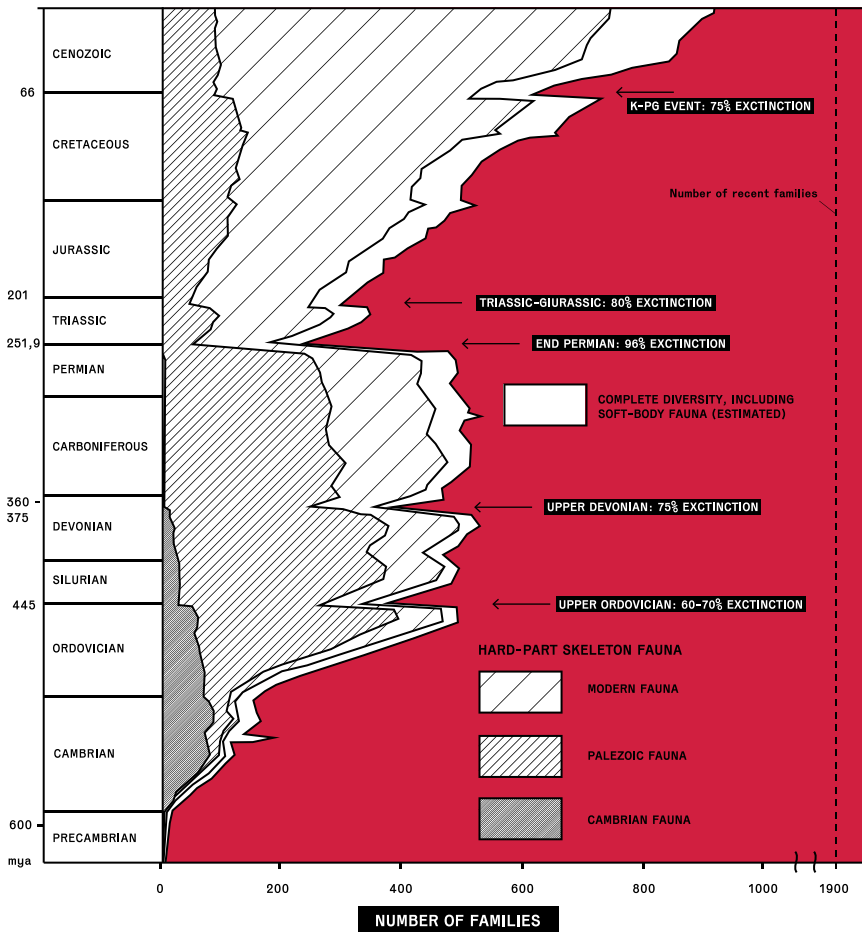 CENOZOIC
66
K-PG EVENT: 75% EXCTINCTION
CRETACEOUS
Number of recent families
JURASSIC
201
TRIASSIC-GIURASSIC: 80% EXCTINCTION
TRIASSIC
251,9
END PERMIAN: 96% EXCTINCTION
PERMIAN
COMPLETE DIVERSITY, INCLUDING
SOFT-BODY FAUNA (ESTIMATED)
CARBONIFEROUS
360
375
UPPER DEVONIAN: 75% EXCTINCTION
DEVONIAN
SILURIAN
445
UPPER ORDOVICIAN: 60-70% EXCTINCTION
ORDOVICIAN
HARD-PART SKELETON FAUNA
MODERN FAUNA
CAMBRIAN
PALEZOIC FAUNA
CAMBRIAN FAUNA
600
PRECAMBRIAN
mya
0 200 400 600 800 1000 1900
NUMBER OF FAMILIES